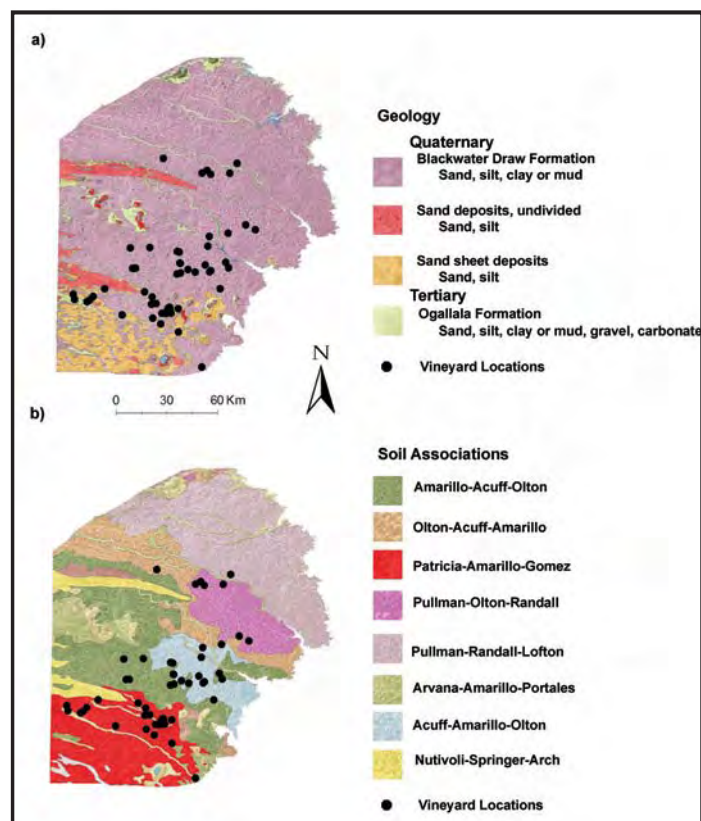 a)
Geology
Quaternary
Blackwater Draw Formation
Sand, silt, clay or mud
Sand deposits, undivided
Sand, silt
Sand sheet deposits
Sand, silt
Tertiary
Ogallala Formation
Sand, silt, clay or mud, gravel, carbonate
Vineyard Locations
N
0 30 60 Km
b)
Soil Associations
Amarillo-Acuff-Olton
Olton-Acuff-Amarillo
Patricia-Amarillo-Gomez
Pullman-Olton-Randall
Pullman-Randall-Lofton
Arvana-Amarillo-Portales
Acuff-Amarillo-Olton
Nutivoli-Springer-Arch
Vineyard Locations